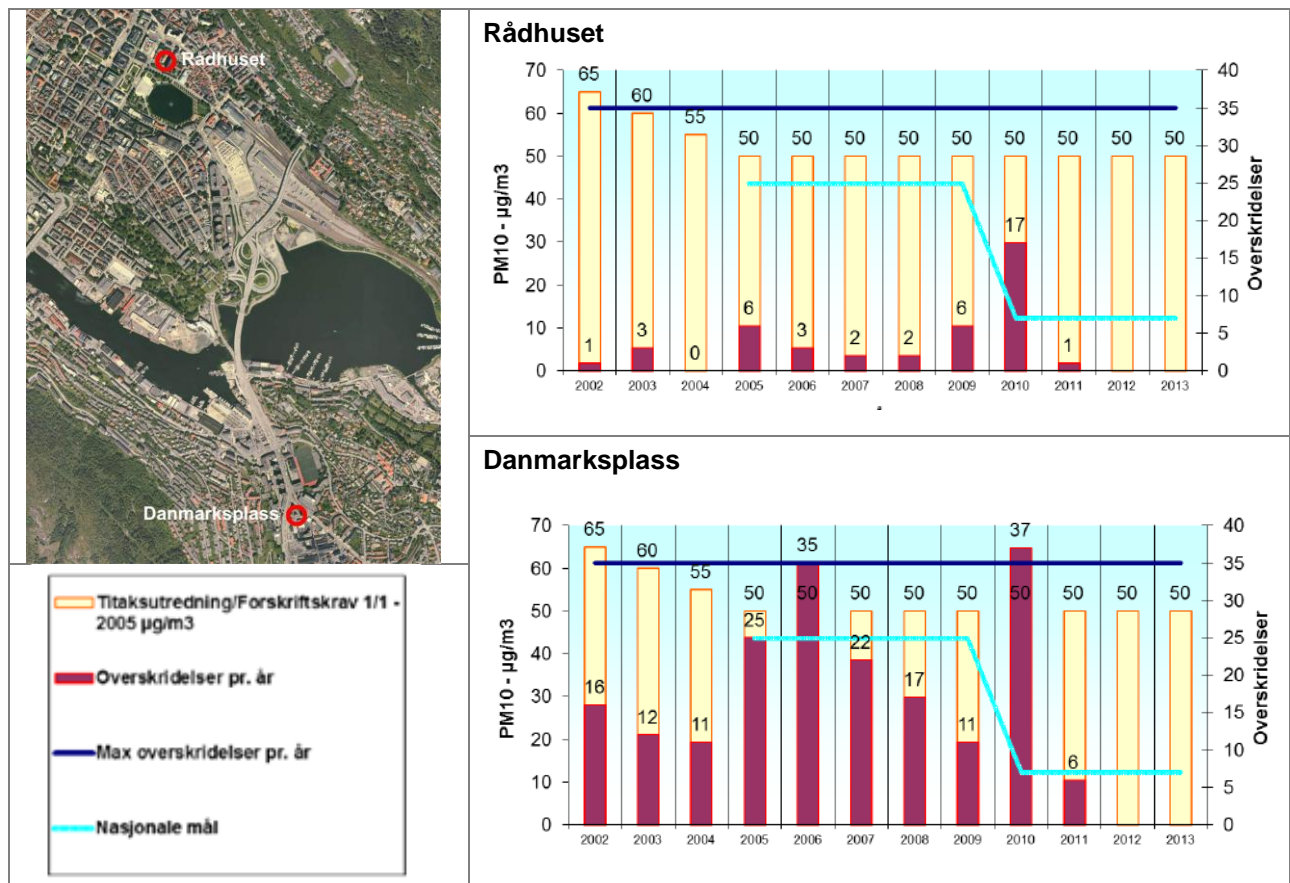 Rådhuset
Danmarksplass
Titaksutredning/Forskriftskrav 1/1 -
2005 µg/m3
Overskridelser pr. år
Max overskridelser pr. år
Nasjonale mål
Rådhuset
PM10 - µg/m3
70
60
50
40
30
20
10
0
65 60 55 50 50 50 50 50 50 50 50 50
1 3 0 6 3 2 2 6 17 1
2002 2003 2004 2005 2006 2007 2008 2009 2010 2011 2012 2013
40
35
30
25
20
15
10
5
0
Overskridelser
Danmarksplass
PM10 - µg/m3
70
60
50
40
30
20
10
0
65 60 55 50 50 50 50 50 50 50 50 50
16 12 11 25 35 22 17 11 37 6
2002 2003 2004 2005 2006 2007 2008 2009 2010 2011 2012 2013
40
35
30
25
20
15
10
5
0
Overskridelser